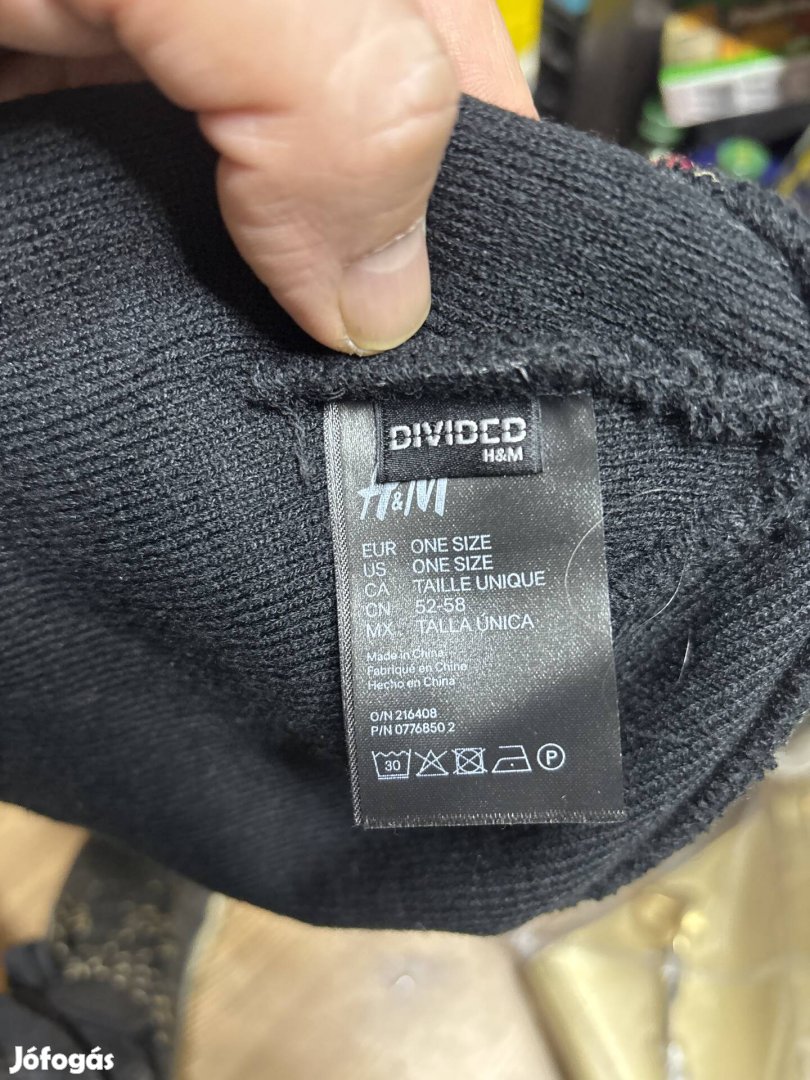 DIVIDED
H&M
H&M
EUR ONE SIZE
US ONE SIZE
CA TAILLE UNIQUE
CN 52-58
MX TALLA ÚNICA
Made in China
Fabriqué en Chine
Hecho en China
O/N 216408
P/N 0776850 2
30
P
Jófogás